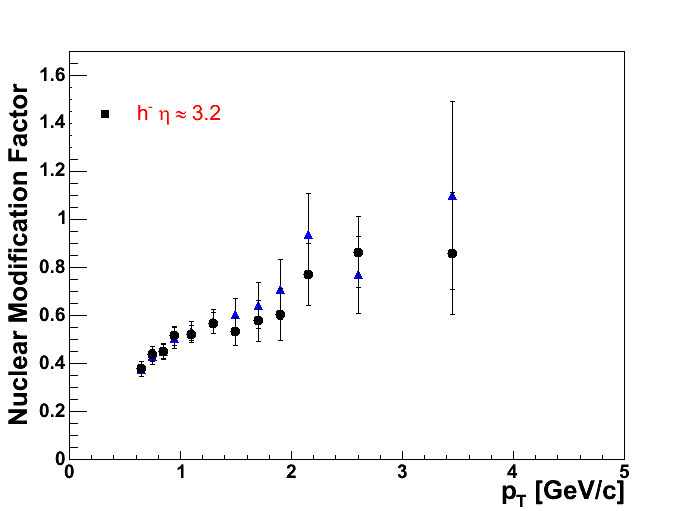 Nuclear Modification Factor
1.6
1.4
1.2
1
0.8
0.6
0.4
0.2
0
h⁻ η ≈ 3.2
0 1 2 3 4 5
p_T [GeV/c]